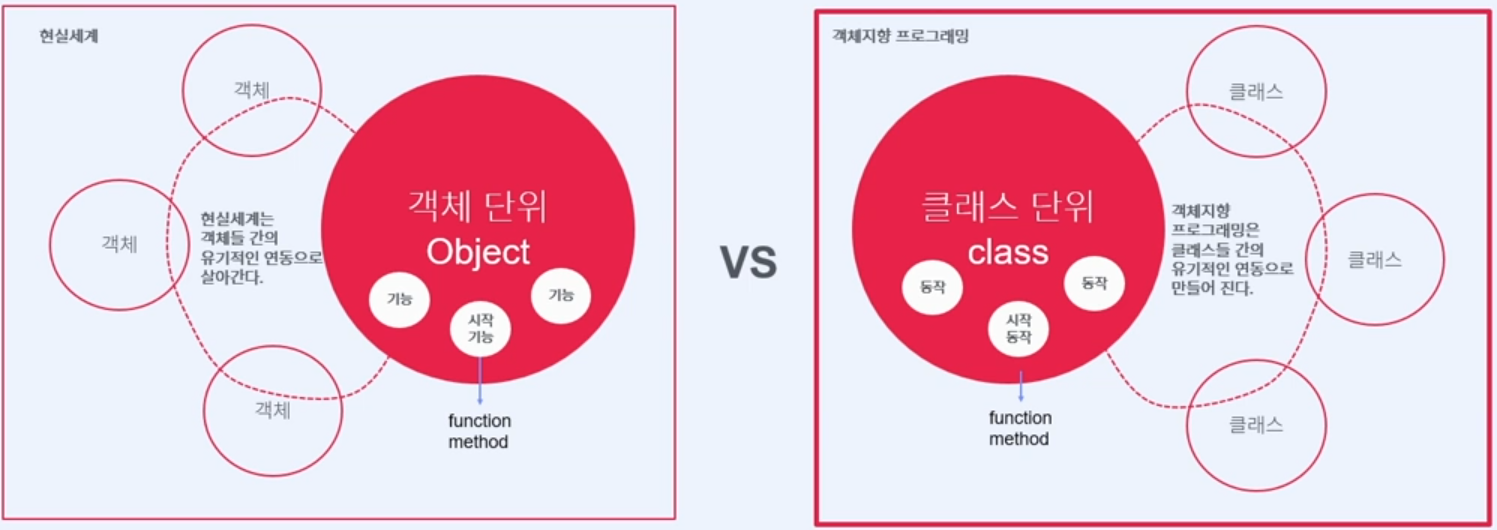 현실세계
객체
객체
객체
현실세계는
객체들 간의
유기적인 연동으로
살아간다.
객체 단위
Object
기능
시작
기능
기능
function
method
VS
객체지향 프로그래밍
클래스 단위
class
동작
시작
동작
동작
function
method
객체지향
프로그래밍은
클래스들 간의
유기적인 연동으로
만들어 진다.
클래스
클래스
클래스